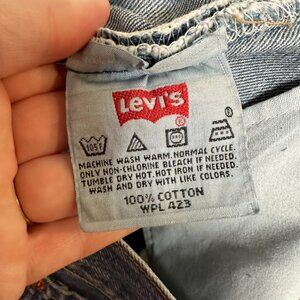 LEVI'S
105F
MACHINE WASH WARM. NORMAL CYCLE.
ONLY NON-CHLORINE BLEACH IF NEEDED.
TUMBLE DRY HOT. HOT IRON IF NEEDED.
WASH AND DRY WITH LIKE COLORS.
100% COTTON
WPL 423